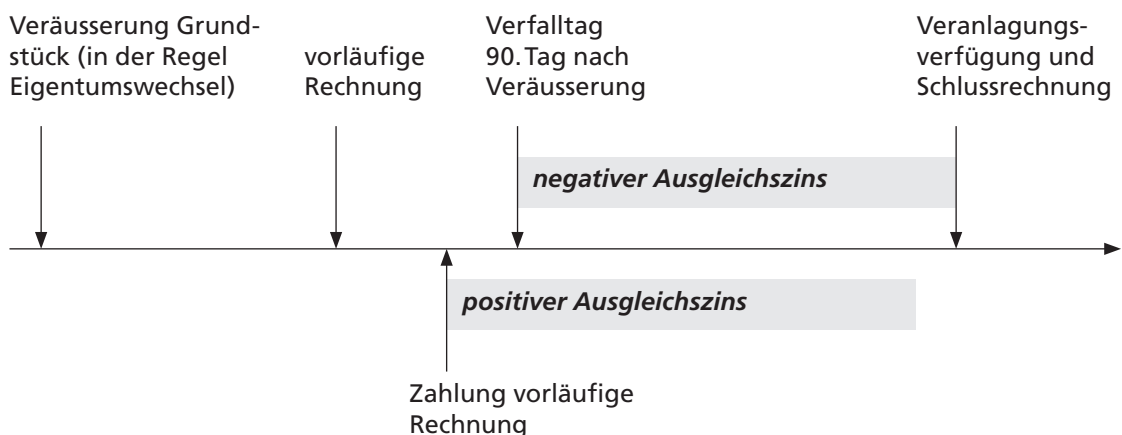 Veräusserung Grund-
stück (in der Regel
Eigentumswechsel)
vorläufige
Rechnung
Verfalltag
90. Tag nach
Veräusserung
Veranlagungs-
verfügung und
Schlussrechnung
negativer Ausgleichszins
positiver Ausgleichszins
Zahlung vorläufige
Rechnung